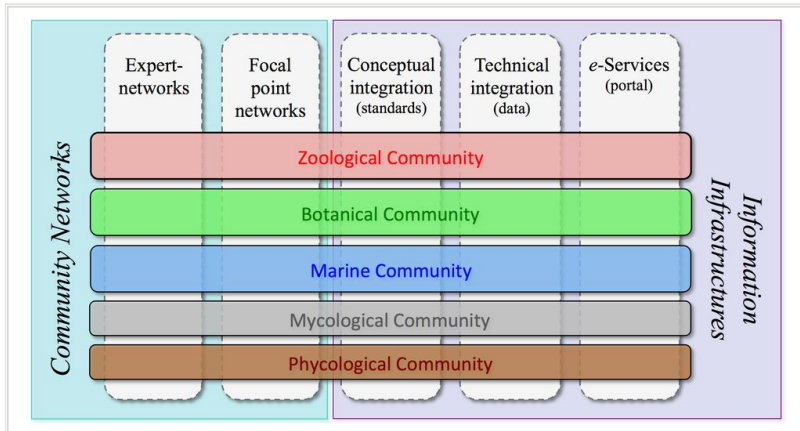 Expert-
networks
Focal
point
networks
Conceptual
integration
(standards)
Technical
integration
(data)
e-Services
(portal)
Zoological Community
Botanical Community
Marine Community
Mycological Community
Phycological Community
Community Networks
Information
Infrastructures